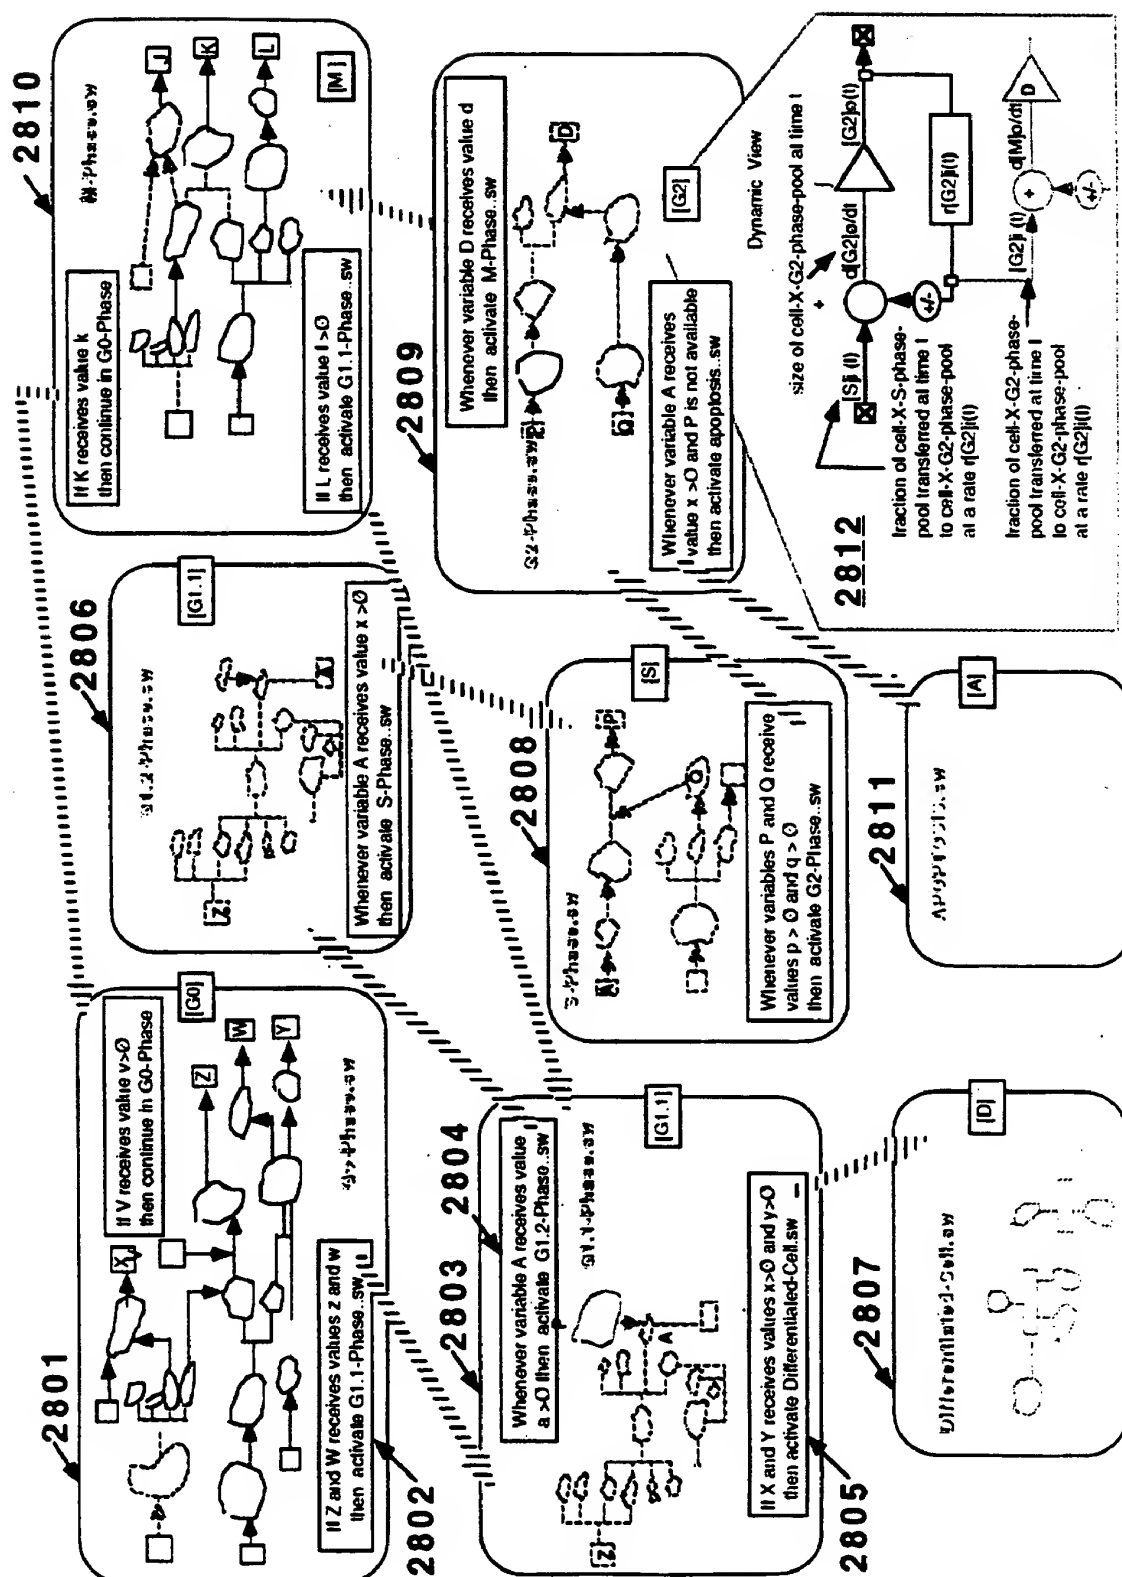 2801
If V receives value v>0
then continue in G0-Phase
[G0]
X
Z
W
Y
If Z and W receives values z and w
then activate G1.1-Phase..sw
2802
2806
[G1.1]
G1.2-Phase.sw
Z
A
Whenever variable A receives value x >0
then activate S-Phase..sw
2810
M-Phase.sw
If K receives value k
then continue in G0-Phase
J
K
L
[M]
If L receives value l >0
then activate G1.1-Phase..sw
2803
2804
Whenever variable A receives value
a >0 then activate G1.2-Phase..sw
G1.1-Phase.sw
[G1.1]
Z
A
If X and Y receives values x>0 and y>0
then activate Differentiated-Cell.sw
2805
2808
S-Phase.sw
[S]
A
P
Q
Whenever variables P and Q receive
values p > 0 and q > 0
then activate G2-Phase..sw
2809
Whenever variable D receives value d
then activate M-Phase..sw
G2-Phase.sw
D
Q
[G2]
Whenever variable A receives
value x >0 and P is not available
then activate apoptosis..sw
2807
Differentiated-Cell.sw
[D]
2811
[A]
2812
Dynamic View
size of cell-X-G2-phase-pool at time t
+
[S]i (t)
d[G2]o/dt
[G2]o(t)
+/-
r[G2]i(t)
fraction of cell-X-S-phase-
pool transferred at time t
to cell-X-G2-phase-pool
at a rate r[G2]i(t)
[G2]i (t)
+
d[M]o/dt
D
+/-
fraction of cell-X-G2-phase-
pool transferred at time t
to cell-X-G2-phase-pool
at a rate r[G2]i(t)